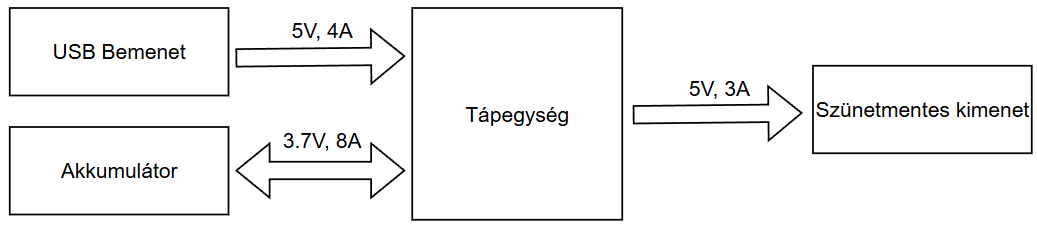 USB Bemenet
5V, 4A
Akkumulátor
3.7V, 8A
Tápegység
5V, 3A
Szünetmentes kimenet